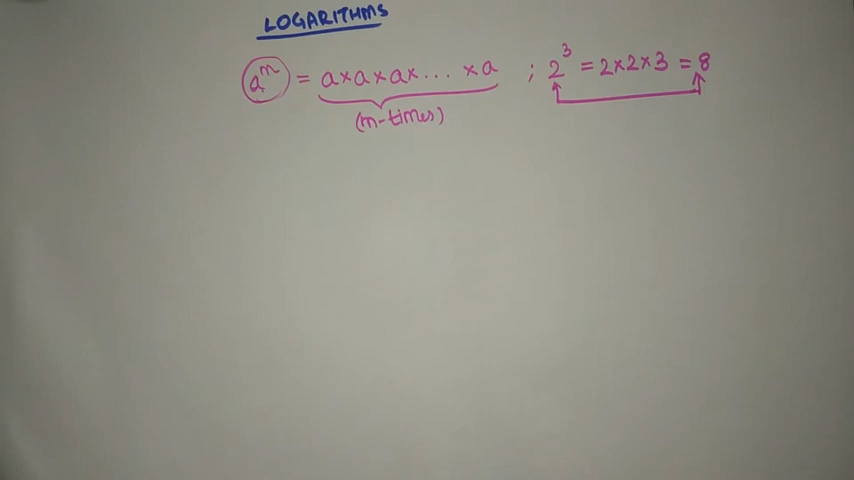 LOGARITHMS
a^m = a×a×a×.... ×a ; 2^3 = 2×2×3 = 8
(m-times)